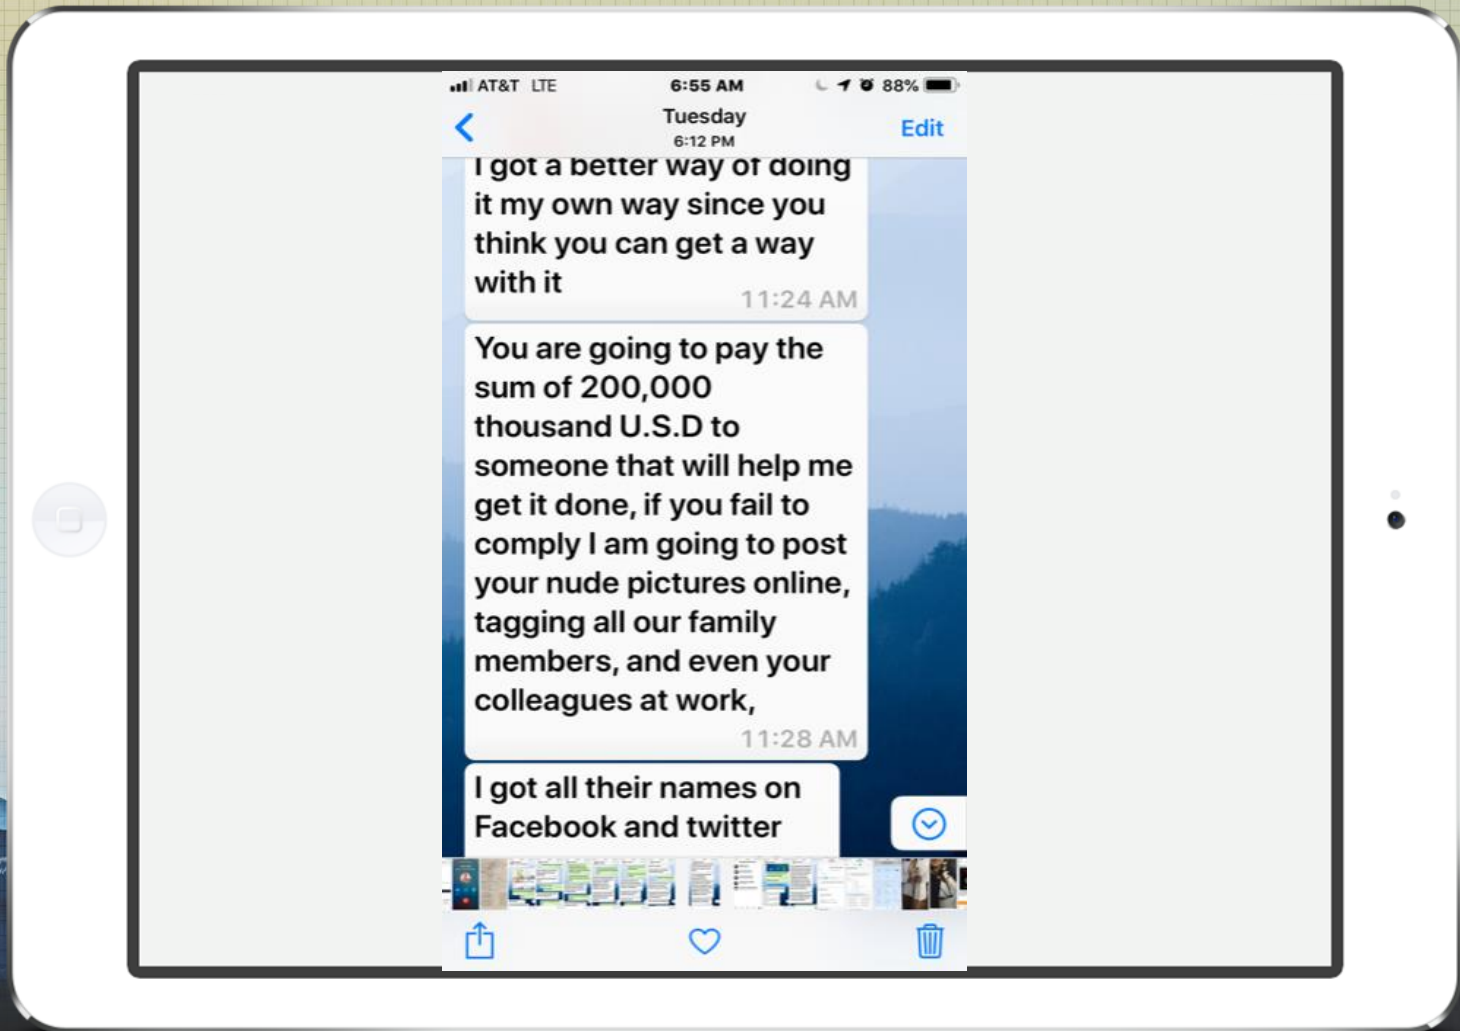 AT&T LTE 6:55 AM 88%
Tuesday
6:12 PM
Edit
I got a better way of doing
it my own way since you
think you can get a way
with it
11:24 AM
You are going to pay the
sum of 200,000
thousand U.S.D to
someone that will help me
get it done, if you fail to
comply I am going to post
your nude pictures online,
tagging all our family
members, and even your
colleagues at work,
11:28 AM
I got all their names on
Facebook and twitter